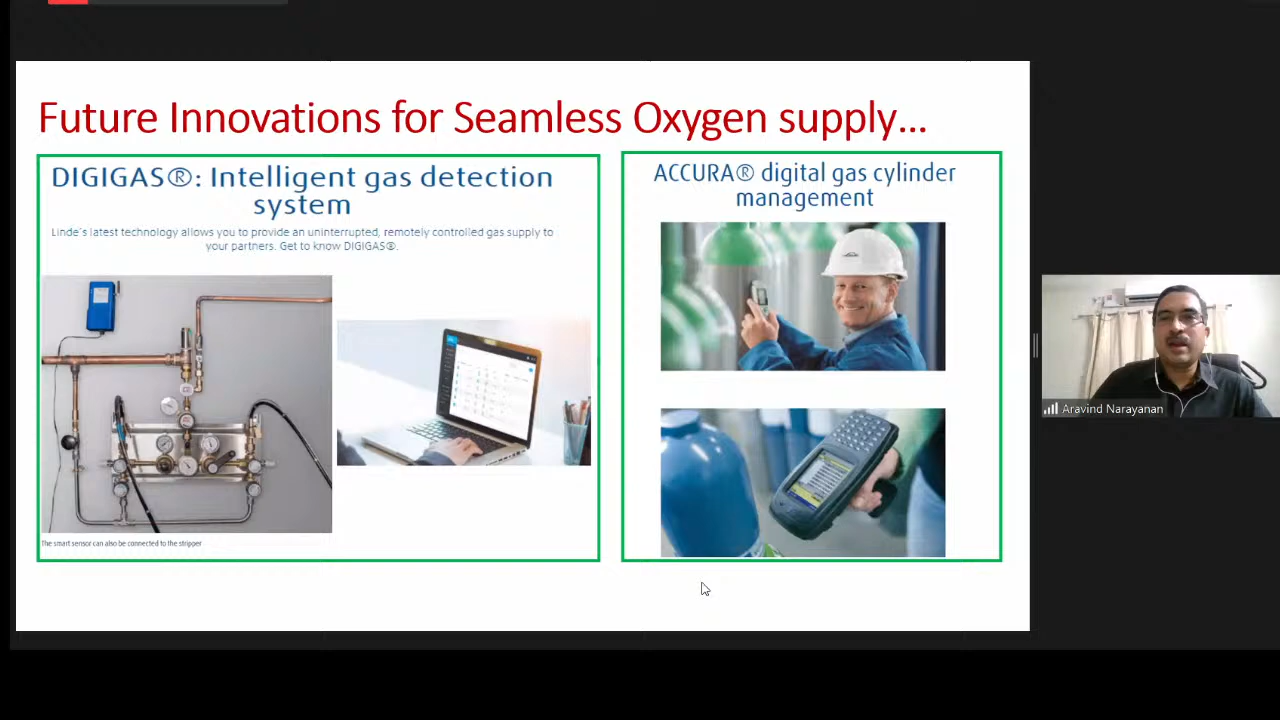 Future Innovations for Seamless Oxygen supply...
DIGIGAS®: Intelligent gas detection
system
Linde´s latest technology allows you to provide an uninterrupted, remotely controlled gas supply to
your partners. Get to know DIGIGAS®.
The smart sensor can also be connected to the stripper
ACCURA® digital gas cylinder
management
Aravind Narayanan